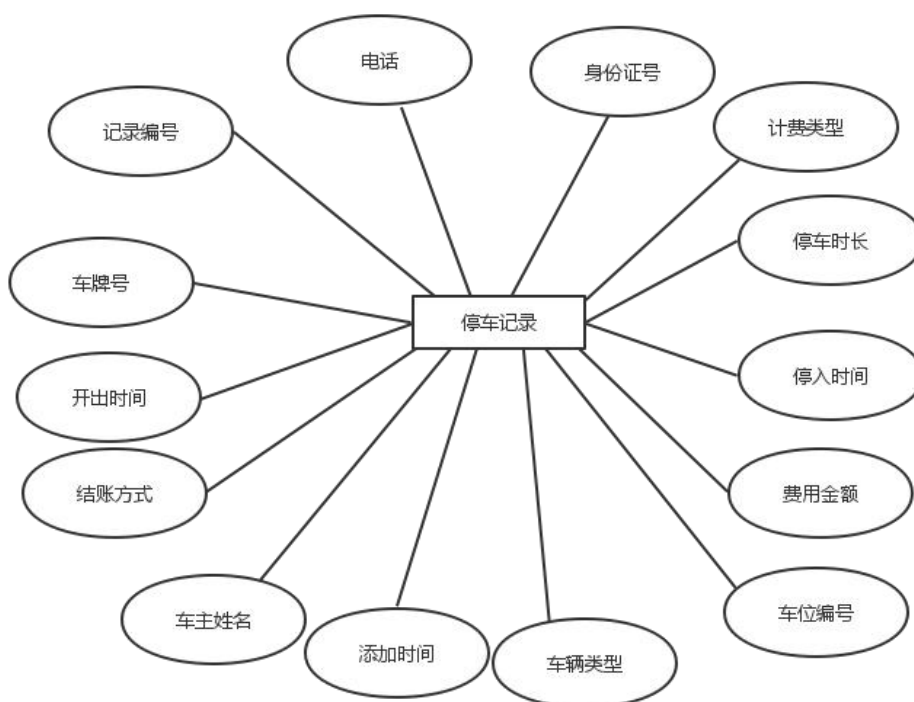 电话
身份证号
记录编号
计费类型
停车时长
车牌号
停车记录
停入时间
开出时间
结账方式
费用金额
车主姓名
车位编号
添加时间
车辆类型